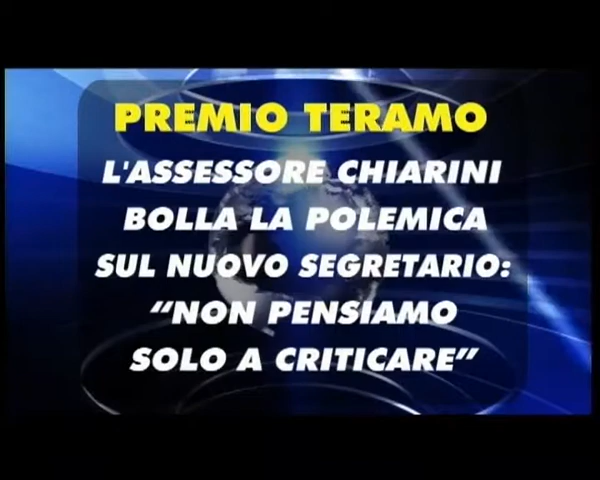 PREMIO TERAMO
L'ASSESSORE CHIARINI
BOLLA LA POLEMICA
SUL NUOVO SEGRETARIO:
“NON PENSIAMO
SOLO A CRITICARE”